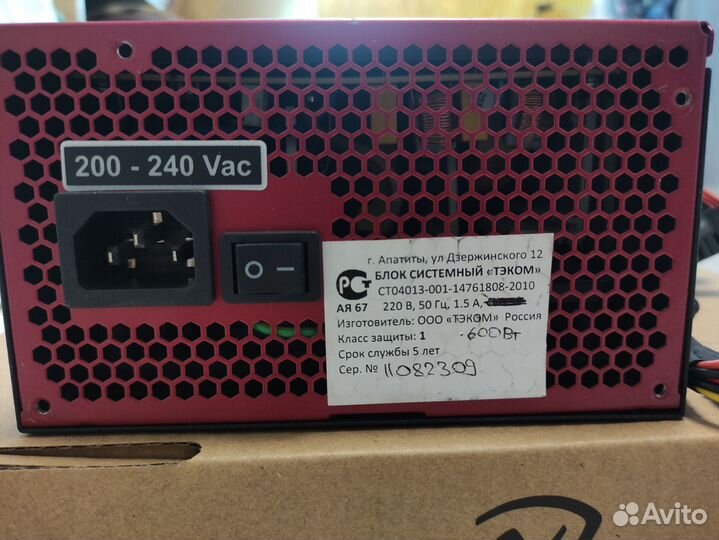 200 - 240 Vac
г. Апатиты, ул Дзержинского 12
БЛОК СИСТЕМНЫЙ «ТЭКОМ»
СТ04013-001-14761808-2010
АЯ 67 220 В, 50 Гц, 1.5 А,
Изготовитель: ООО «ТЭКОМ» Россия
Класс защиты: 1 -600Вт
Срок службы 5 лет
Сер. № 11082309
Avito